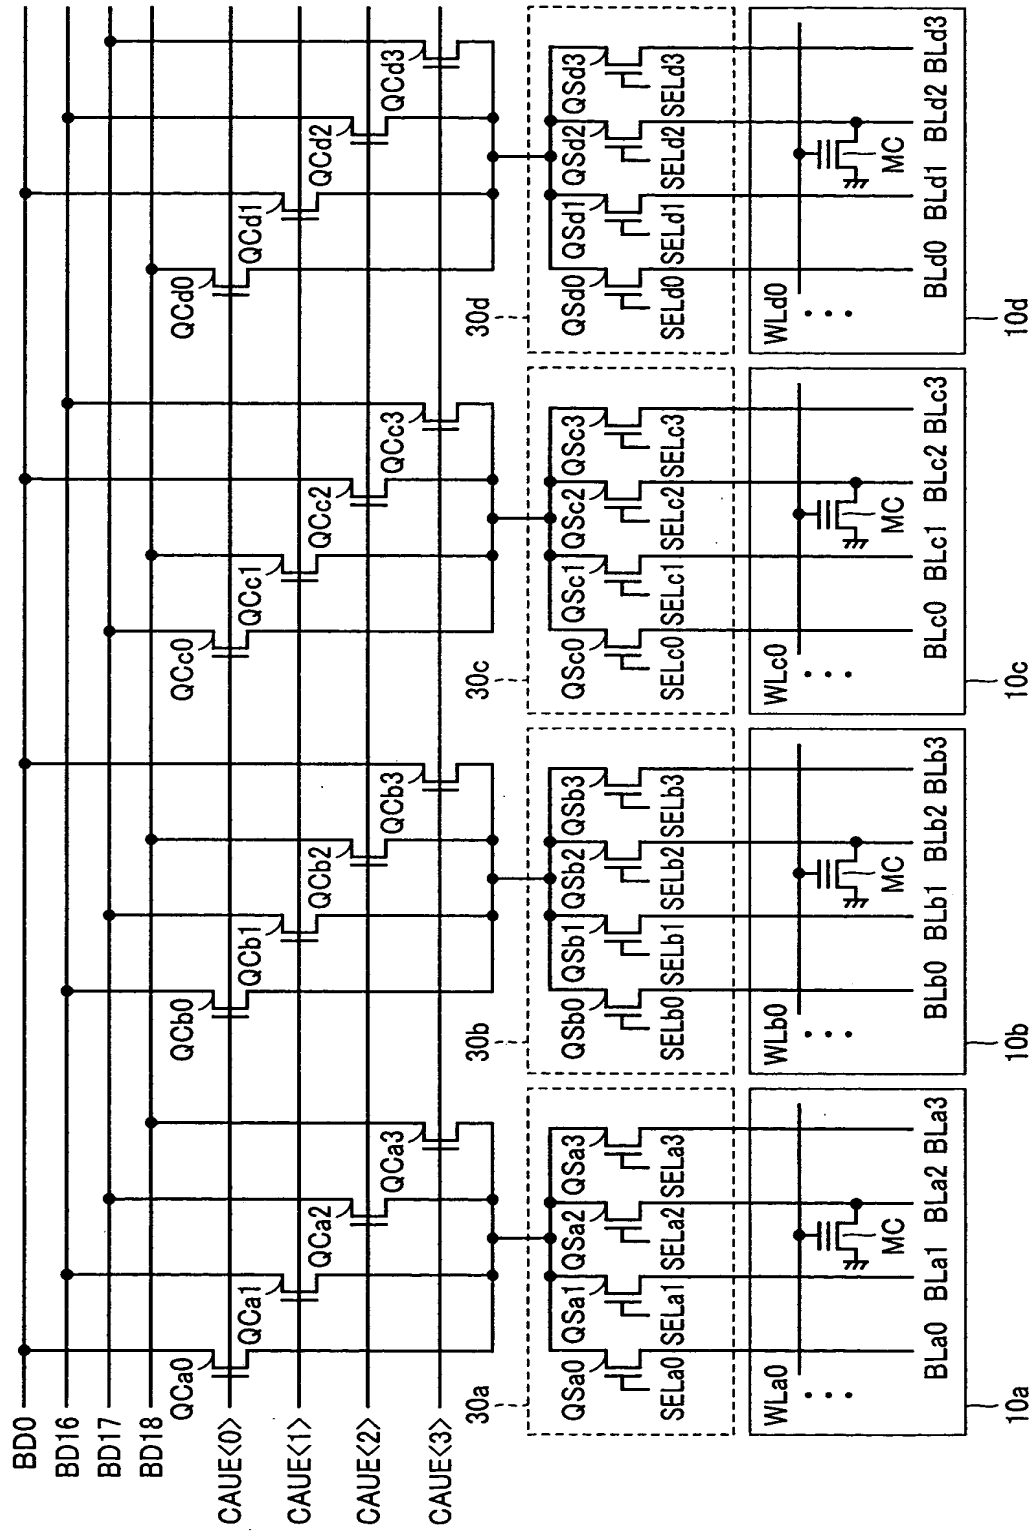 BD0
BD16
BD17
BD18
CAUE<0>
CAUE<1>
CAUE<2>
CAUE<3>
QCa0
QCa1
QCa2
QCa3
QCb0
QCb1
QCb2
QCb3
QCc0
QCc1
QCc2
QCc3
QCd0
QCd1
QCd2
QCd3
30a
30b
30c
30d
QSa0
QSa1
QSa2
QSa3
QSb0
QSb1
QSb2
QSb3
QSc0
QSc1
QSc2
QSc3
QSd0
QSd1
QSd2
QSd3
SELa0
SELa1
SELa2
SELa3
SELb0
SELb1
SELb2
SELb3
SELc0
SELc1
SELc2
SELc3
SELd0
SELd1
SELd2
SELd3
WLa0
WLb0
WLc0
WLd0
MC
MC
MC
MC
BLa0
BLa1
BLa2
BLa3
BLb0
BLb1
BLb2
BLb3
BLc0
BLc1
BLc2
BLc3
BLd0
BLd1
BLd2
BLd3
10a
10b
10c
10d